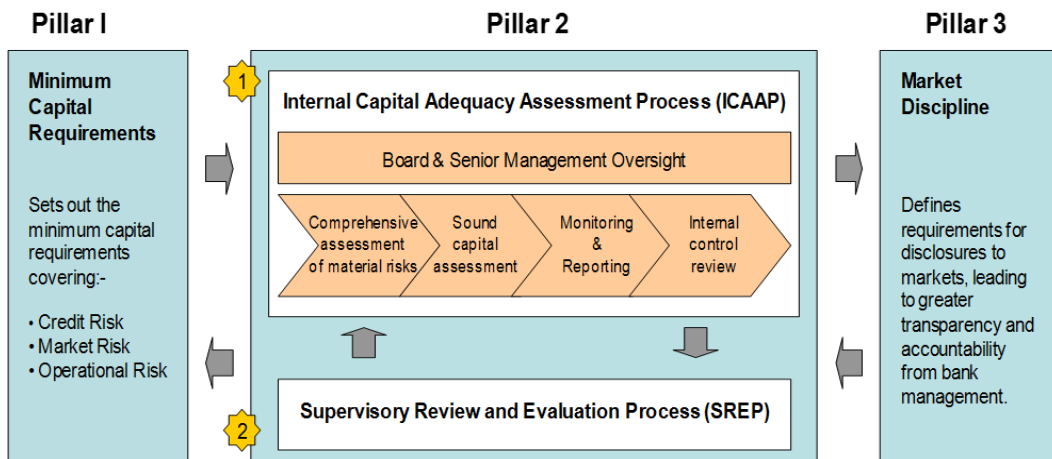 Pillar I
Minimum
Capital
Requirements
Sets out the
minimum capital
requirements
covering:-
• Credit Risk
• Market Risk
• Operational Risk
Pillar 2
1
Internal Capital Adequacy Assessment Process (ICAAP)
Board & Senior Management Oversight
Comprehensive
assessment
of material risks
Sound
capital
assessment
Monitoring
&
Reporting
Internal
control
review
2
Supervisory Review and Evaluation Process (SREP)
Pillar 3
Market
Discipline
Defines
requirements for
disclosures to
markets, leading
to greater
transparency and
accountability
from bank
management.